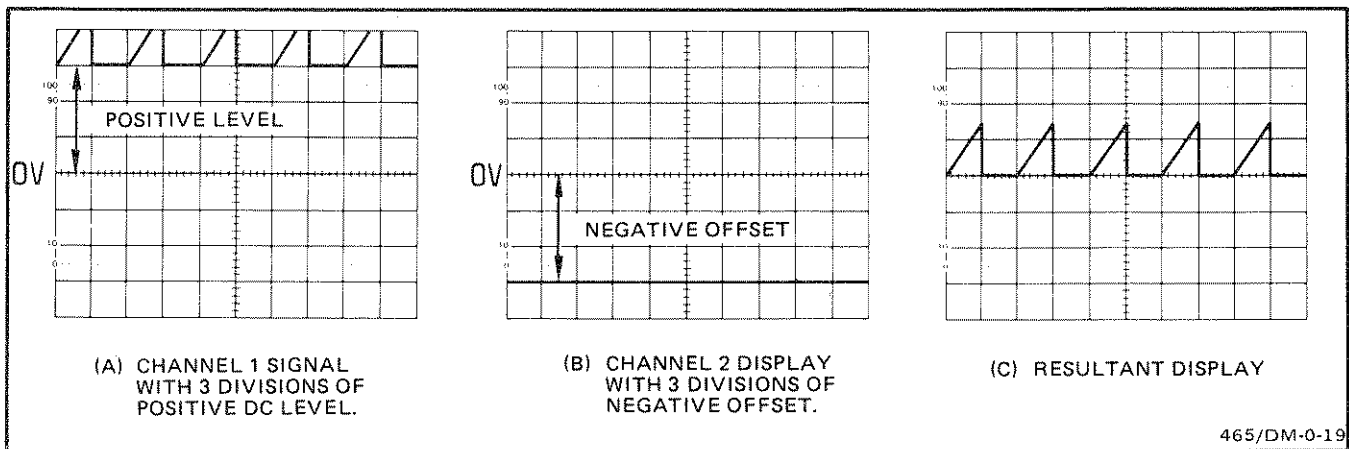 100
90
POSITIVE LEVEL
0V
100
90
0V
NEGATIVE OFFSET
10
0
100
90
10
0
10
0
(A) CHANNEL 1 SIGNAL
WITH 3 DIVISIONS OF
POSITIVE DC LEVEL.
(B) CHANNEL 2 DISPLAY
WITH 3 DIVISIONS OF
NEGATIVE OFFSET.
(C) RESULTANT DISPLAY
465/DM-0-19